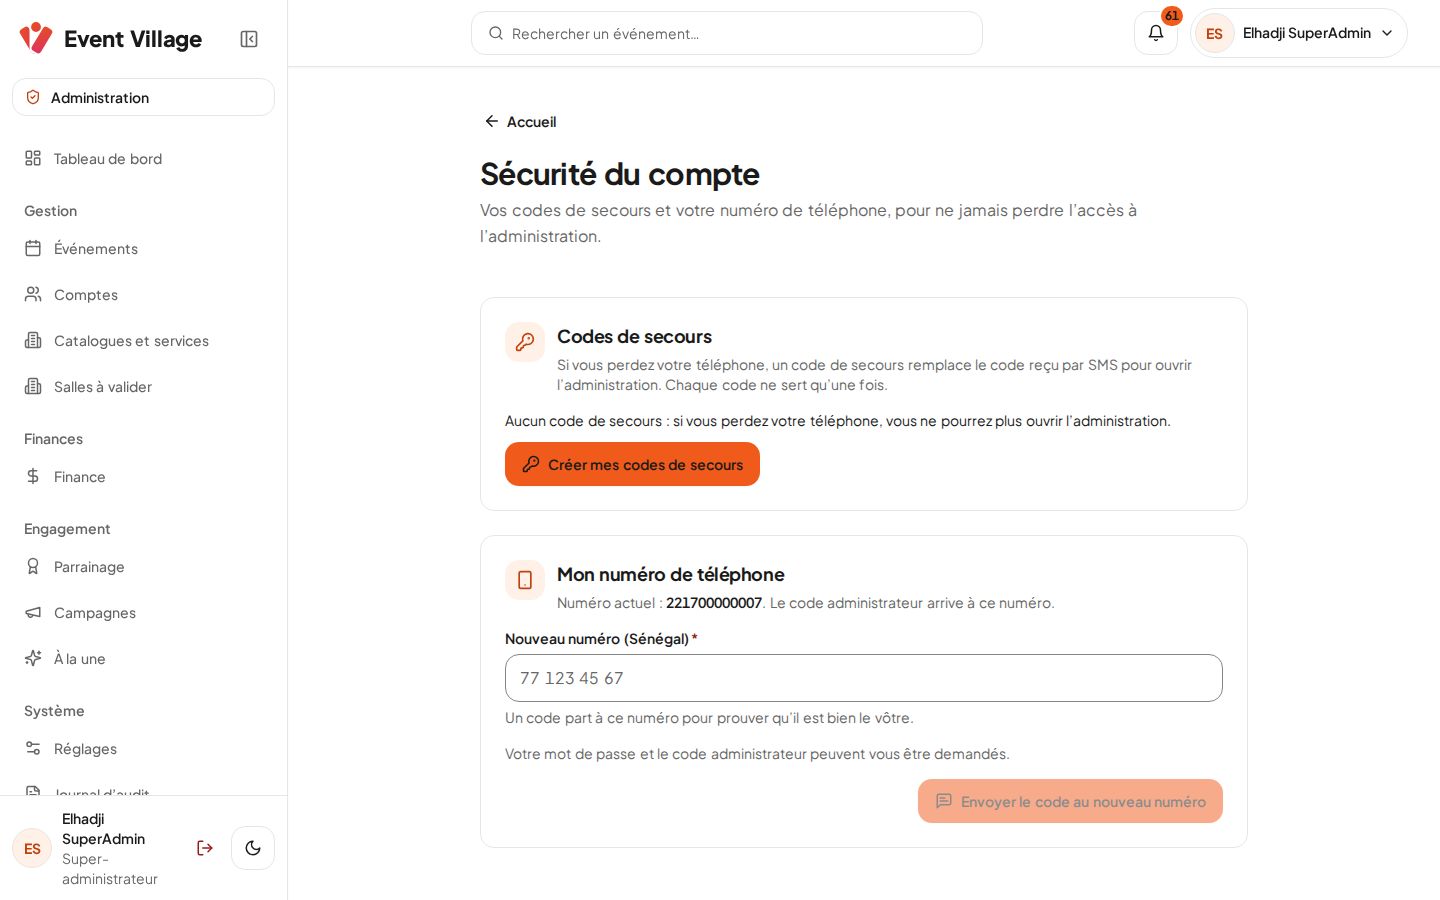 Event Village
Administration
Tableau de bord
Gestion
Événements
Comptes
Catalogues et services
Salles à valider
Finances
Finance
Engagement
Parrainage
Campagnes
À la une
Système
Réglages
Journal d’audit
ES
Elhadji
SuperAdmin
Super-
administrateur
Rechercher un événement…
61
ES
Elhadji SuperAdmin
Accueil
Sécurité du compte
Vos codes de secours et votre numéro de téléphone, pour ne jamais perdre l’accès à
l’administration.
Codes de secours
Si vous perdez votre téléphone, un code de secours remplace le code reçu par SMS pour ouvrir
l’administration. Chaque code ne sert qu’une fois.
Aucun code de secours : si vous perdez votre téléphone, vous ne pourrez plus ouvrir l’administration.
Créer mes codes de secours
Mon numéro de téléphone
Numéro actuel : 221700000007. Le code administrateur arrive à ce numéro.
Nouveau numéro (Sénégal) *
77 123 45 67
Un code part à ce numéro pour prouver qu’il est bien le vôtre.
Votre mot de passe et le code administrateur peuvent vous être demandés.
Envoyer le code au nouveau numéro